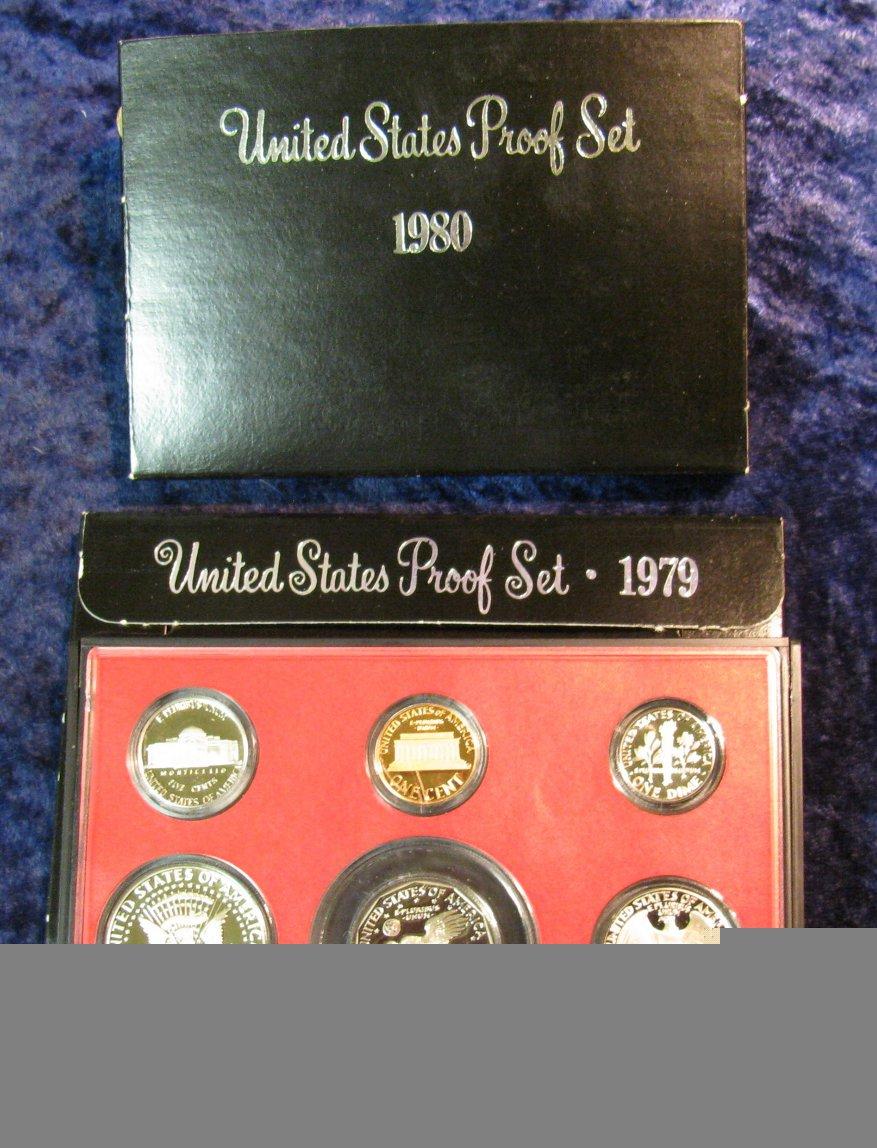 United States Proof Set
1980
United States Proof Set • 1979
MONTICELLO
FIVE CENTS
UNITED STATES OF AMERICA
UNITED STATES OF AMERICA
E·PLURIBUS
UNUM
ONE CENT
UNITED STATES OF
ONE DIME
UNITED STATES OF AMERICA
UNITED STATES OF AMERICA
E·PLURIBUS
UNUM
UNITED STATES OF AMERICA